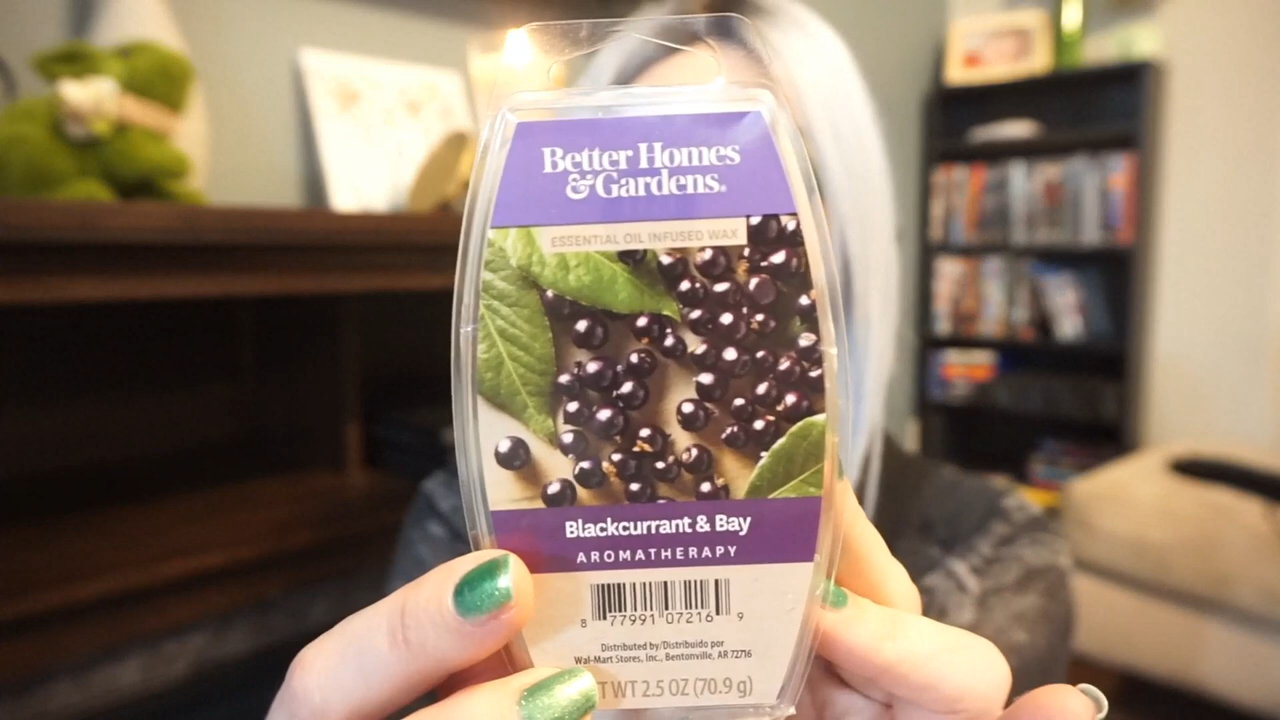 Better Homes
&Gardens®
ESSENTIAL OIL INFUSED WAX
Blackcurrant & Bay
AROMATHERAPY
8 77991 07216 9
Distributed by/Distribuido por
Wal-Mart Stores, Inc., Bentonville, AR 72716
T WT 2.5 OZ (70.9 g)